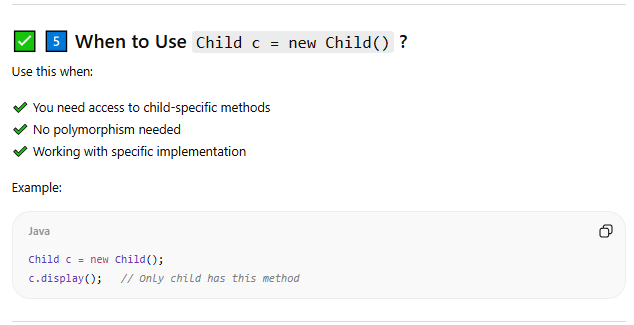 ✅ 5️⃣ When to Use Child c = new Child() ?
Use this when:
✔ You need access to child-specific methods
✔ No polymorphism needed
✔ Working with specific implementation
Example:
Java
Child c = new Child();
c.display();   // Only child has this method